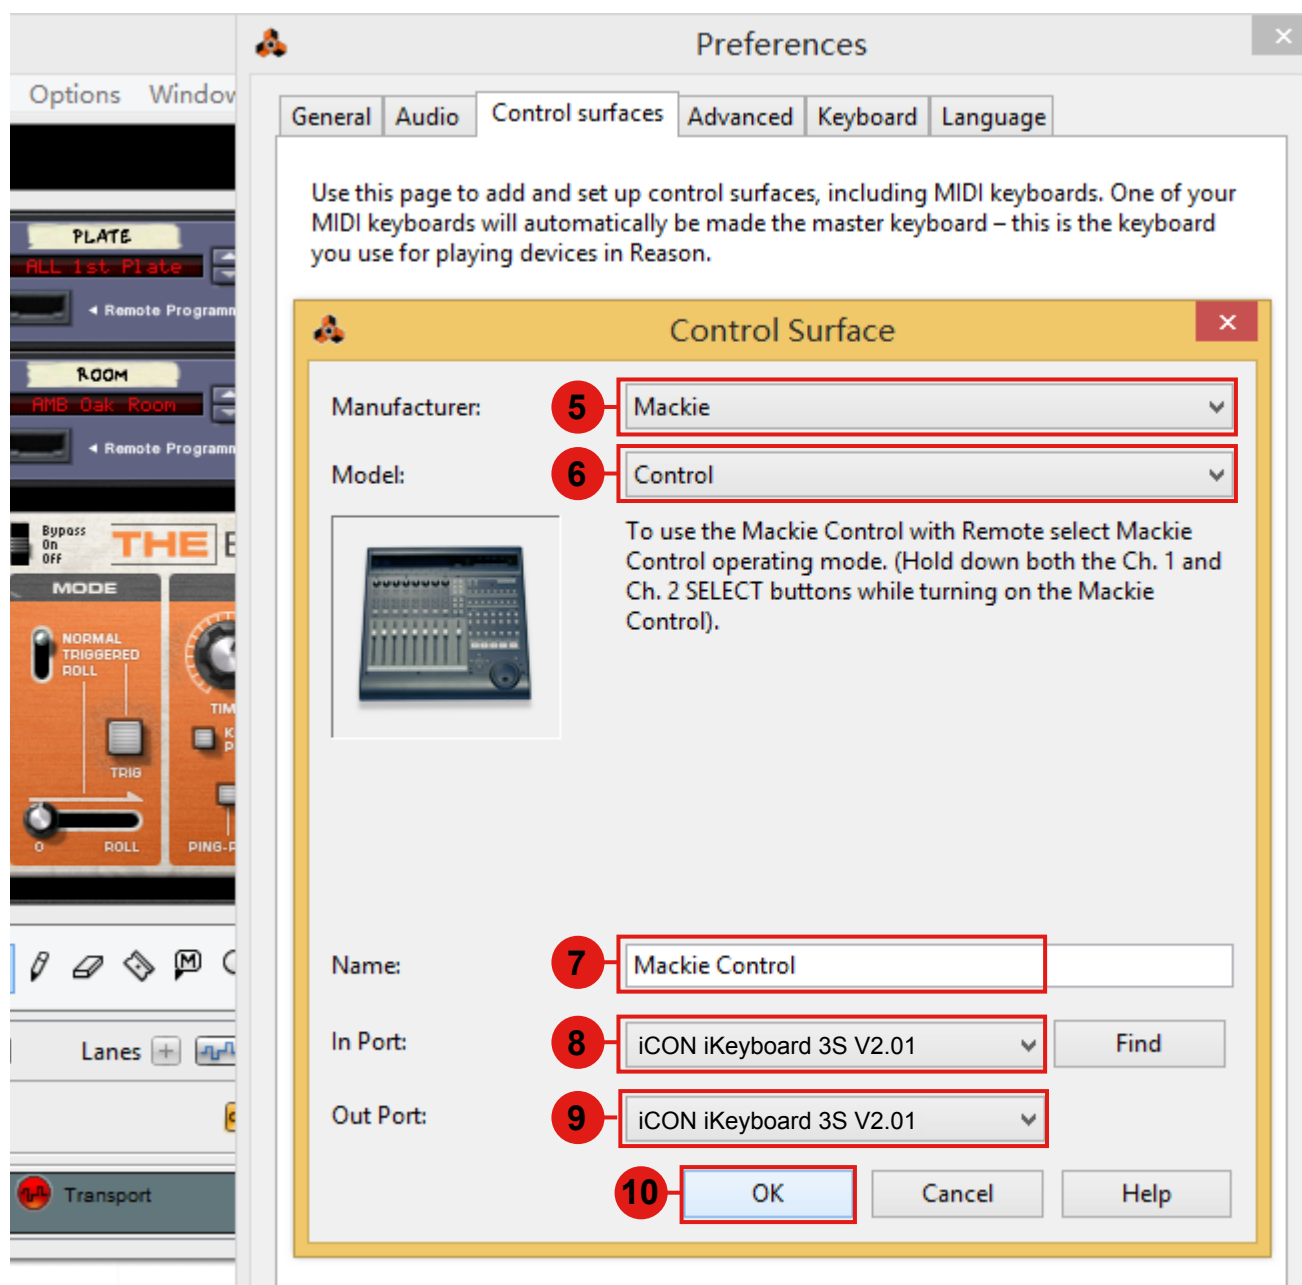 Preferences
Options Window
General Audio Control surfaces Advanced Keyboard Language
Use this page to add and set up control surfaces, including MIDI keyboards. One of your
MIDI keyboards will automatically be made the master keyboard – this is the keyboard
you use for playing devices in Reason.
PLATE
ALL 1st Plate
Remote Programm
ROOM
AMB Oak Room
Remote Programm
Bypass
On
Off
THE E
MODE
NORMAL
TRIGGERED
ROLL
TIM
K
P
TRIG
0 ROLL
PING-P
M
Lanes +
Transport
Control Surface
Manufacturer: 5 Mackie
Model: 6 Control
To use the Mackie Control with Remote select Mackie
Control operating mode. (Hold down both the Ch. 1 and
Ch. 2 SELECT buttons while turning on the Mackie
Control).
Name: 7 Mackie Control
In Port: 8 iCON iKeyboard 3S V2.01 Find
Out Port: 9 iCON iKeyboard 3S V2.01
10 OK Cancel Help